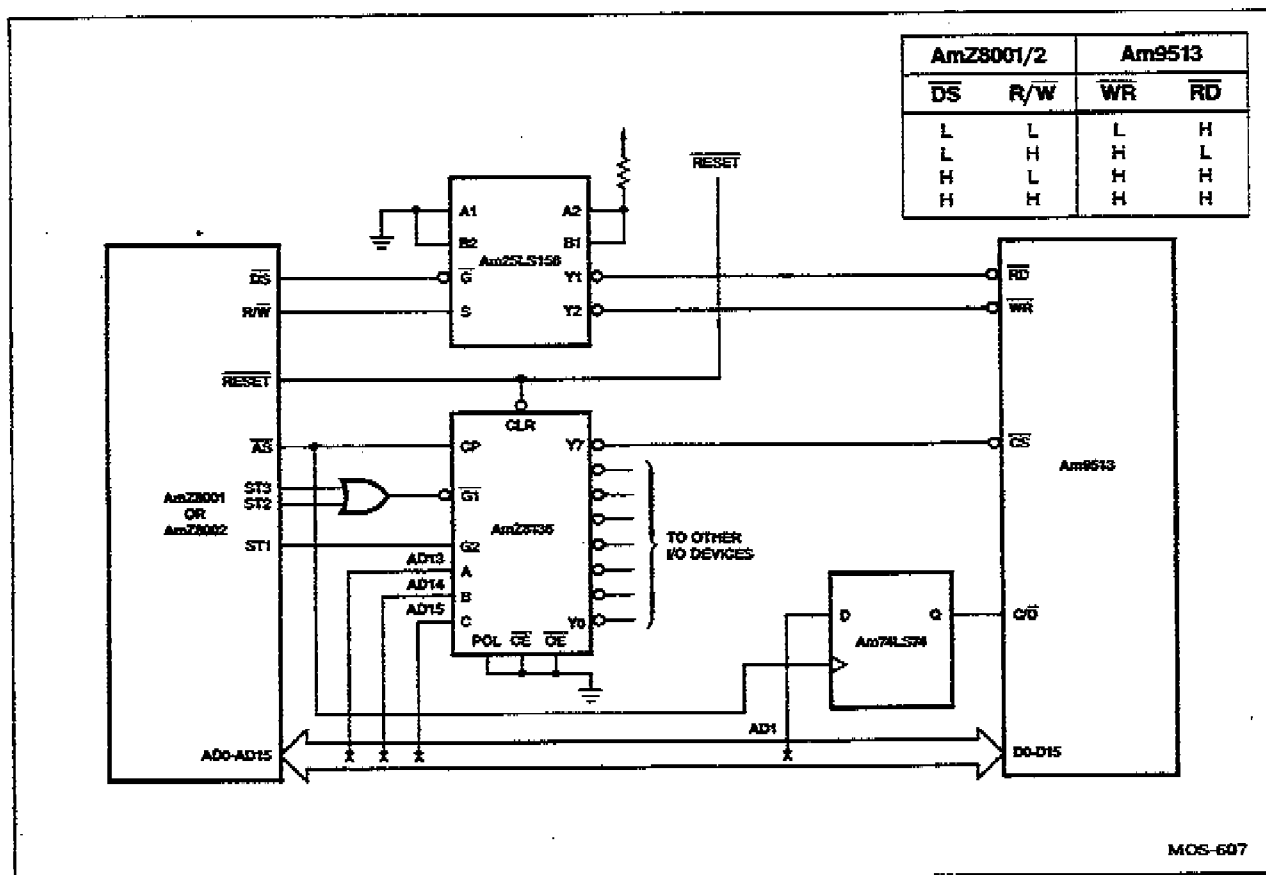 AmZ8001/2 Am9513
DS R/W WR RD
L L L H
L H H L
H L H H
H H H H
RESET
A1 A2
B2 B1
Am25LS158
DS G Y1 RD
R/W S Y2 WR
RESET
CLR
AS CP Y7 CS
Am9513
ST3
ST2
G1
AmZ8001
OR
AmZ8002
AmZ8136
TO OTHER
I/O DEVICES
ST1 G2
AD13 A
AD14 B
AD15 C Y0
POL CE OE
D Q C/D
Am74LS74
AD1
AD0-AD15 D0-D15
MOS-607